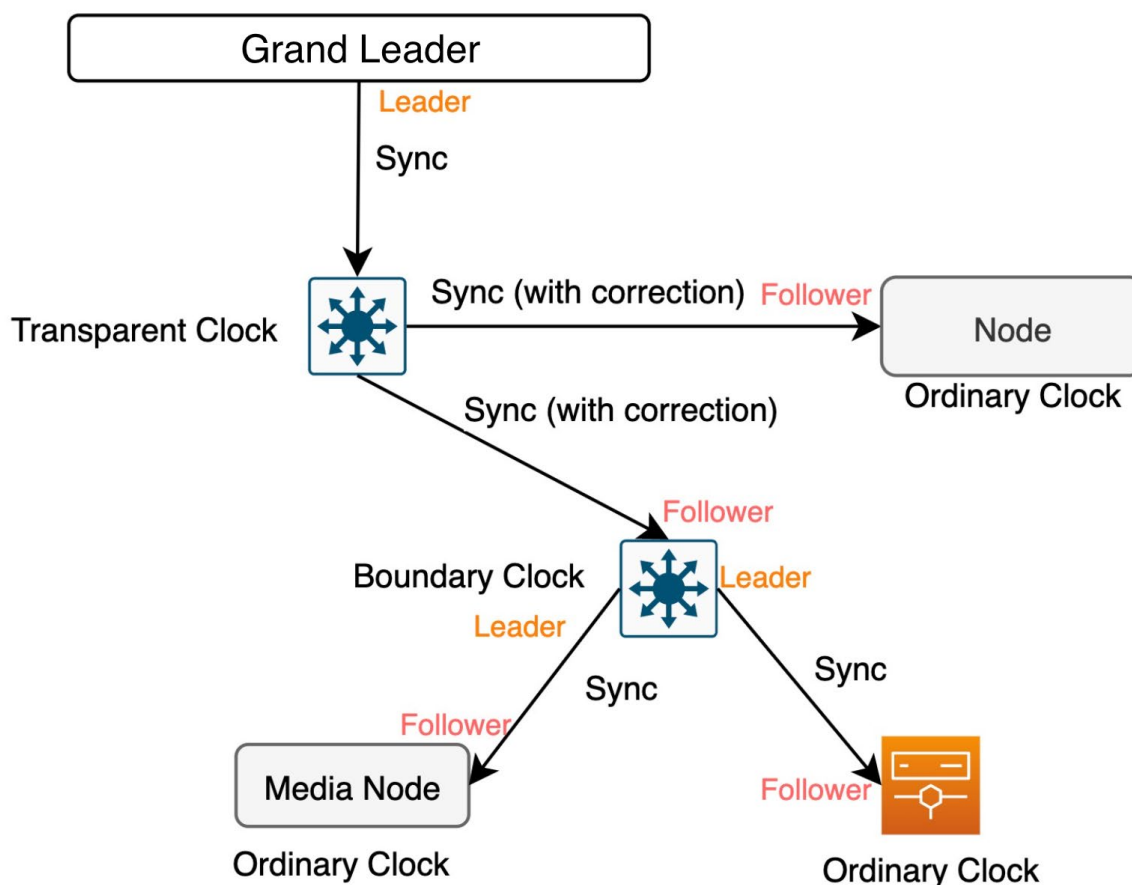 Grand Leader
Leader
Sync
Sync (with correction)
Follower
Transparent Clock
Node
Ordinary Clock
Sync (with correction)
Follower
Boundary Clock
Leader
Leader
Sync
Sync
Follower
Media Node
Follower
Ordinary Clock
Ordinary Clock